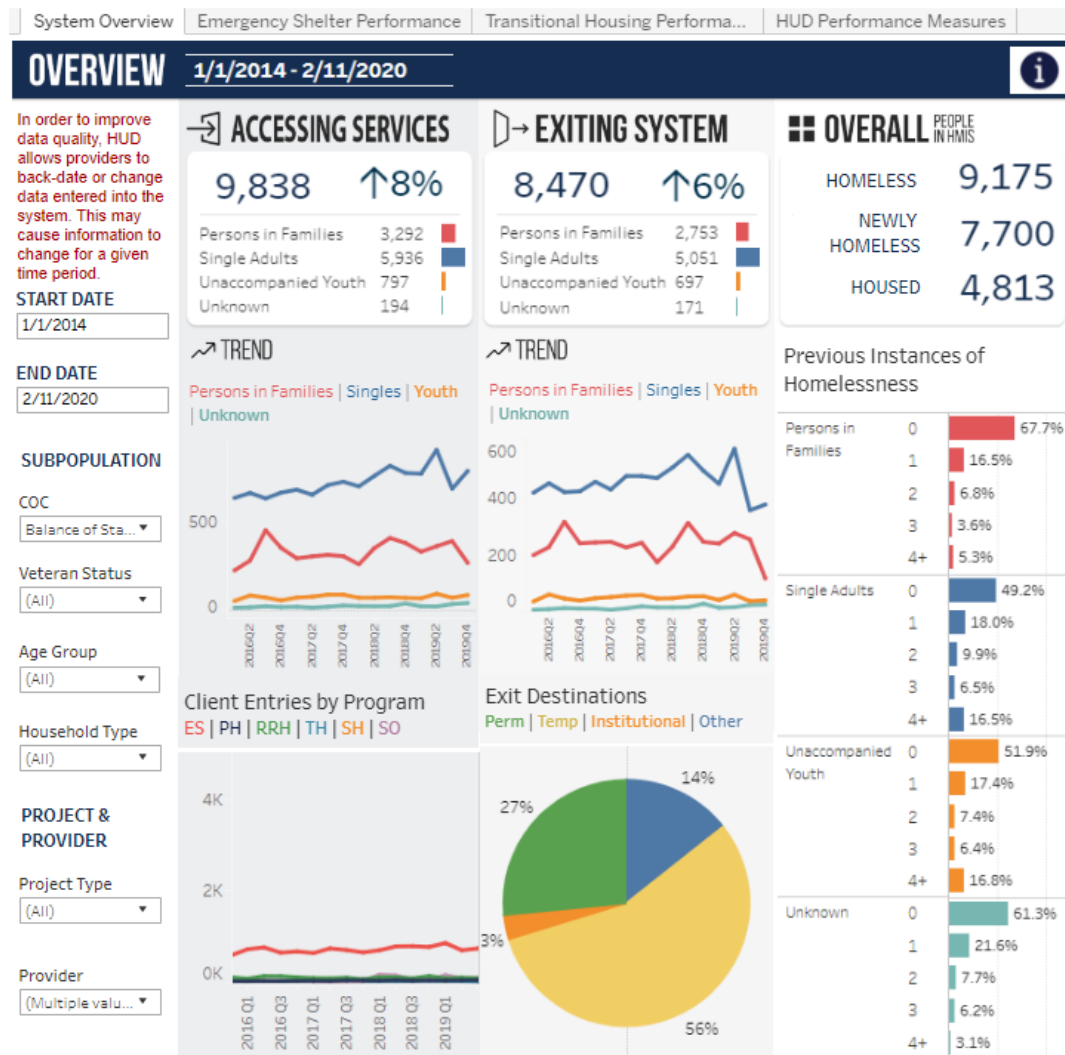 System Overview
Emergency Shelter Performance
Transitional Housing Performa...
HUD Performance Measures
OVERVIEW
1/1/2014 - 2/11/2020
i
In order to improve
data quality, HUD
allows providers to
back-date or change
data entered into the
system. This may
cause information to
change for a given
time period.
START DATE
1/1/2014
END DATE
2/11/2020
SUBPOPULATION
COC
Balance of Sta...
Veteran Status
(All)
Age Group
(All)
Household Type
(All)
PROJECT &
PROVIDER
Project Type
(All)
Provider
(Multiple valu...
ACCESSING SERVICES
9,838 ↑8%
Persons in Families 3,292
Single Adults 5,936
Unaccompanied Youth 797
Unknown 194
TREND
Persons in Families | Singles | Youth
| Unknown
500
0
2016Q2
2016Q4
2017Q2
2017Q4
2018Q2
2018Q4
2019Q2
2019Q4
Client Entries by Program
ES | PH | RRH | TH | SH | SO
4K
2K
0K
2016 Q1
2016 Q3
2017 Q1
2017 Q3
2018 Q1
2018 Q3
2019 Q1
EXITING SYSTEM
8,470 ↑6%
Persons in Families 2,753
Single Adults 5,051
Unaccompanied Youth 697
Unknown 171
TREND
Persons in Families | Singles | Youth
| Unknown
600
400
200
0
2016Q2
2016Q4
2017Q2
2017Q4
2018Q2
2018Q4
2019Q2
2019Q4
Exit Destinations
Perm | Temp | Institutional | Other
14%
27%
3%
56%
OVERALL PEOPLE IN HMIS
HOMELESS 9,175
NEWLY
HOMELESS 7,700
HOUSED 4,813
Previous Instances of
Homelessness
Persons in
Families
0 67.7%
1 16.5%
2 6.8%
3 3.6%
4+ 5.3%
Single Adults
0 49.2%
1 18.0%
2 9.9%
3 6.5%
4+ 16.5%
Unaccompanied
Youth
0 51.9%
1 17.4%
2 7.4%
3 6.4%
4+ 16.8%
Unknown
0 61.3%
1 21.6%
2 7.7%
3 6.2%
4+ 3.1%